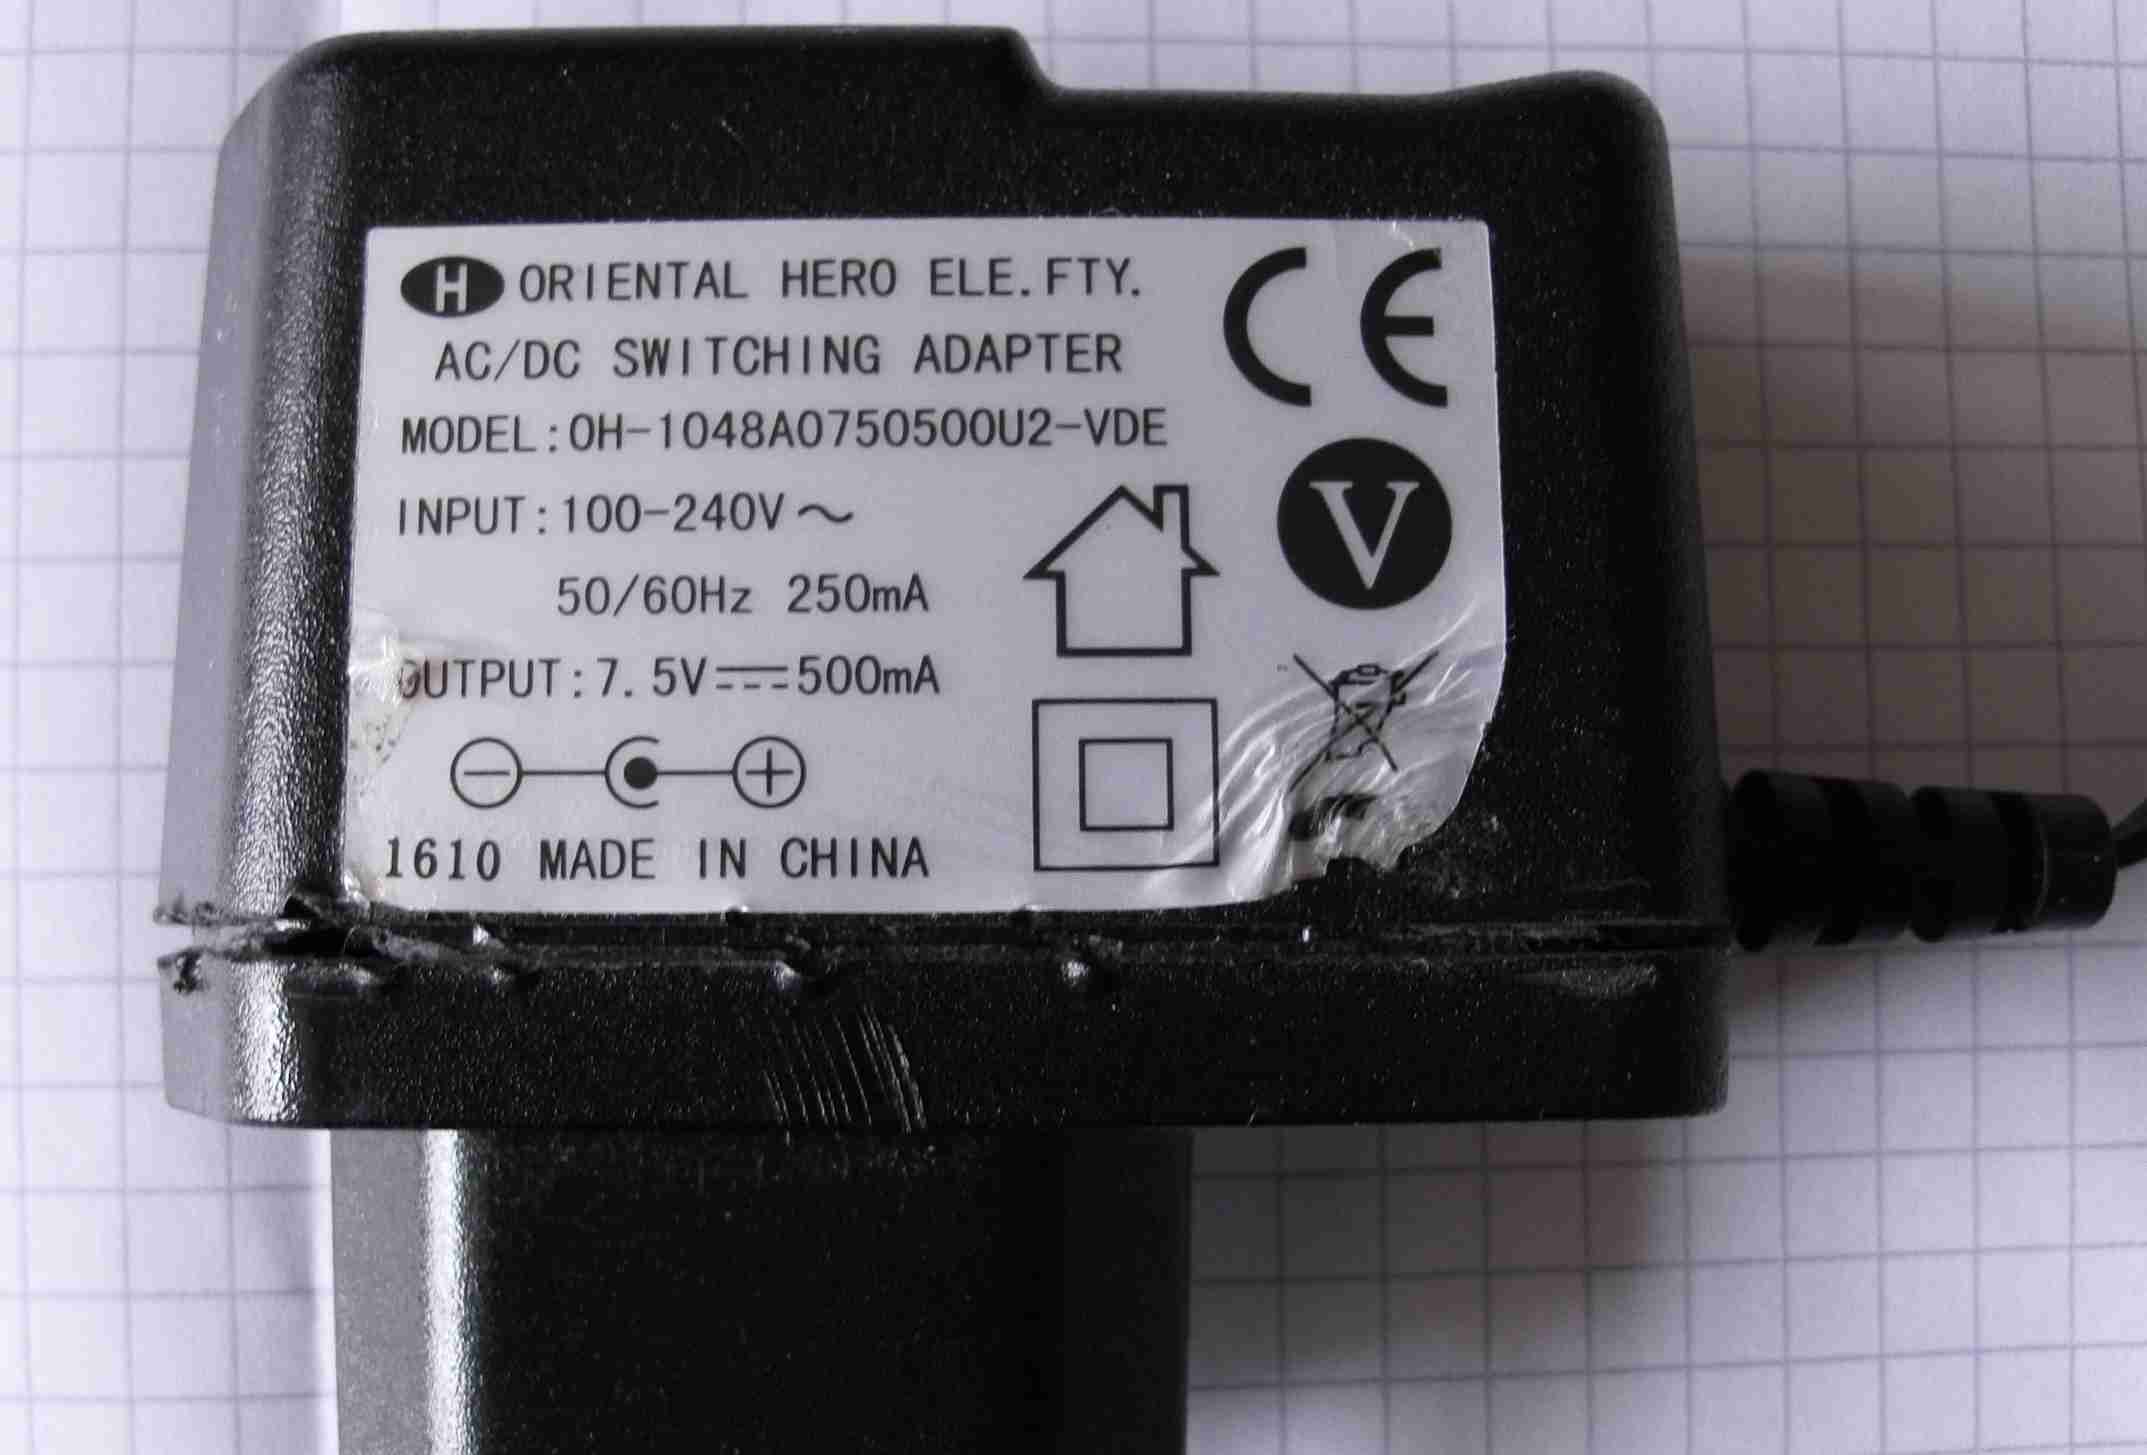 H ORIENTAL HERO ELE.FTY.
AC/DC SWITCHING ADAPTER
MODEL:OH-1048A0750500U2-VDE
INPUT:100-240V~
50/60Hz 250mA
OUTPUT:7.5V⎓500mA
1610 MADE IN CHINA
CE
V